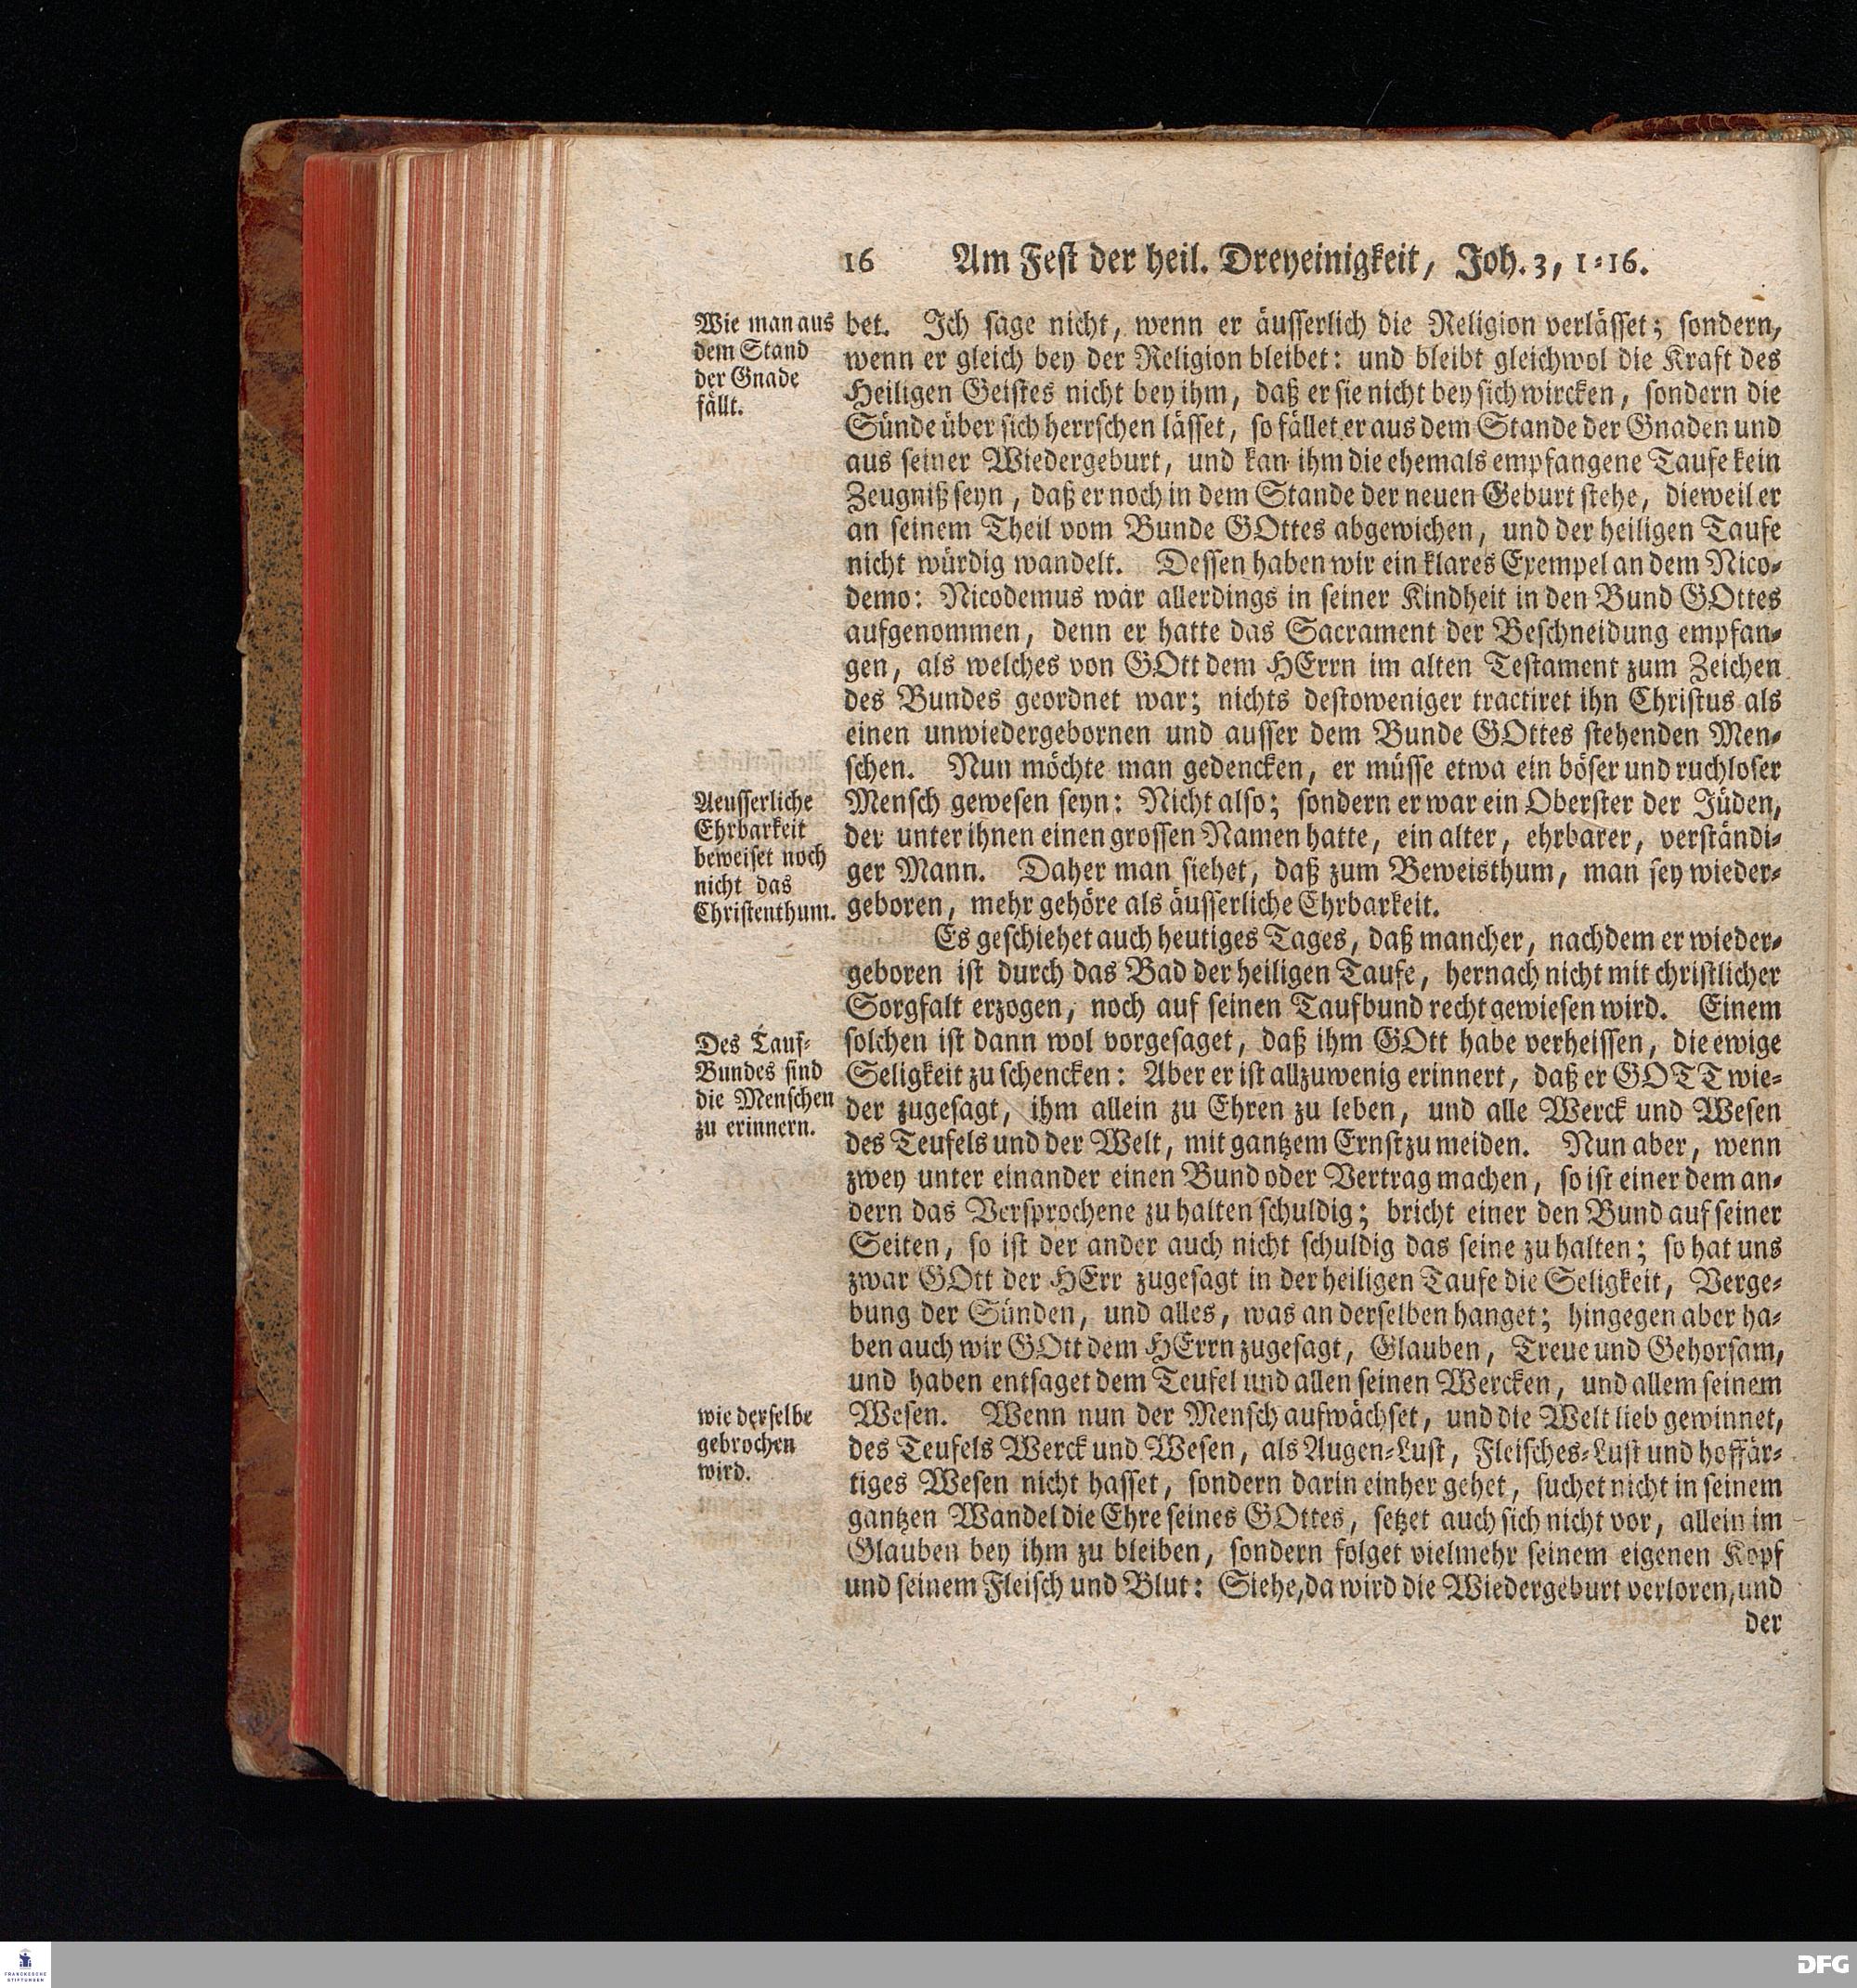 16 Am Fest der heil. Dreyeinigkeit, Joh. 3, 1-16.
Wie man aus
dem Stand
der Gnade
fällt.
bet. Ich sage nicht, wenn er äusserlich die Religion verlässet; sondern,
wenn er gleich bey der Religion bleibet: und bleibt gleichwol die Kraft des
Heiligen Geistes nicht bey ihm, daß er sie nicht bey sich wircken, sondern die
Sünde über sich herrschen lässet, so fället er aus dem Stande der Gnaden und
aus seiner Wiedergeburt, und kan ihm die ehemals empfangene Taufe kein
Zeugniß seyn, daß er noch in dem Stande der neuen Geburt stehe, dieweil er
an seinem Theil vom Bunde GOttes abgewichen, und der heiligen Taufe
nicht würdig wandelt. Dessen haben wir ein klares Exempel an dem Nico-
demo: Nicodemus war allerdings in seiner Kindheit in den Bund GOttes
aufgenommen, denn er hatte das Sacrament der Beschneidung empfan-
gen, als welches von GOtt dem HErrn im alten Testament zum Zeichen
des Bundes geordnet war; nichts destoweniger tractiret ihn Christus als
einen unwiedergebornen und ausser dem Bunde GOttes stehenden Men-
schen. Nun möchte man gedencken, er müsse etwa ein böser und ruchloser
Aeusserliche
Ehrbarkeit
beweiset noch
nicht das
Christenthum.
Mensch gewesen seyn: Nicht also; sondern er war ein Oberster der Jüden,
der unter ihnen einen grossen Namen hatte, ein alter, ehrbarer, verständi-
ger Mann. Daher man siehet, daß zum Beweisthum, man sey wieder-
geboren, mehr gehöre als äusserliche Ehrbarkeit.
Es geschiehet auch heutiges Tages, daß mancher, nachdem er wieder-
geboren ist durch das Bad der heiligen Taufe, hernach nicht mit christlicher
Sorgfalt erzogen, noch auf seinen Taufbund recht gewiesen wird. Einem
Des Tauf-
Bundes sind
die Menschen
zu erinnern.
solchen ist dann wol vorgesaget, daß ihm GOtt habe verheissen, die ewige
Seligkeit zu schencken: Aber er ist allzuwenig erinnert, daß er GOTT wie-
der zugesagt, ihm allein zu Ehren zu leben, und alle Werck und Wesen
des Teufels und der Welt, mit gantzem Ernst zu meiden. Nun aber, wenn
zwey unter einander einen Bund oder Vertrag machen, so ist einer dem an-
dern das Versprochene zu halten schuldig; bricht einer den Bund auf seiner
Seiten, so ist der ander auch nicht schuldig das seine zu halten; so hat uns
zwar GOtt der HErr zugesagt in der heiligen Taufe die Seligkeit, Verge-
bung der Sünden, und alles, was an derselben hanget; hingegen aber ha-
ben auch wir GOtt dem HErrn zugesagt, Glauben, Treue und Gehorsam,
und haben entsaget dem Teufel und allen seinen Wercken, und allem seinem
wie derselbe
gebrochen
wird.
Wesen. Wenn nun der Mensch aufwächset, und die Welt lieb gewinnet,
des Teufels Werck und Wesen, als Augen-Lust, Fleisches-Lust und hoffär-
tiges Wesen nicht hasset, sondern darin einher gehet, suchet nicht in seinem
gantzen Wandel die Ehre seines GOttes, setzet auch sich nicht vor, allein im
Glauben bey ihm zu bleiben, sondern folget vielmehr seinem eigenen Kopf
und seinem Fleisch und Blut: Siehe, da wird die Wiedergeburt verloren, und
der
FRANCKESCHE
STIFTUNGEN
DFG